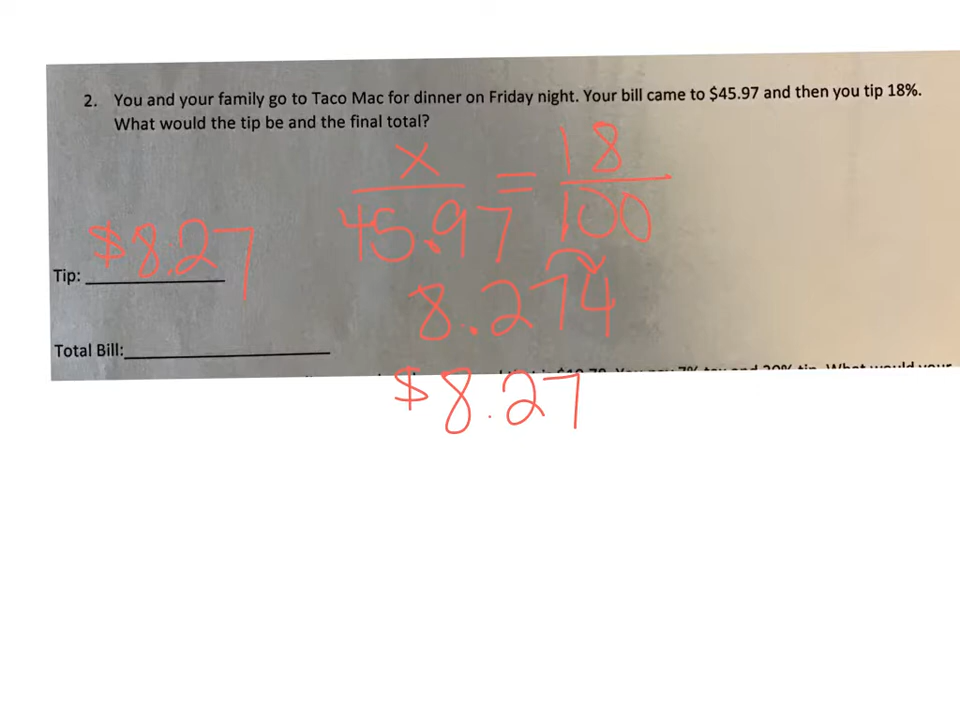 2. You and your family go to Taco Mac for dinner on Friday night. Your bill came to $45.97 and then you tip 18%.
What would the tip be and the final total?
x/45.97 = 18/100
Tip: $8.27
8.274
Total Bill:
$8.27